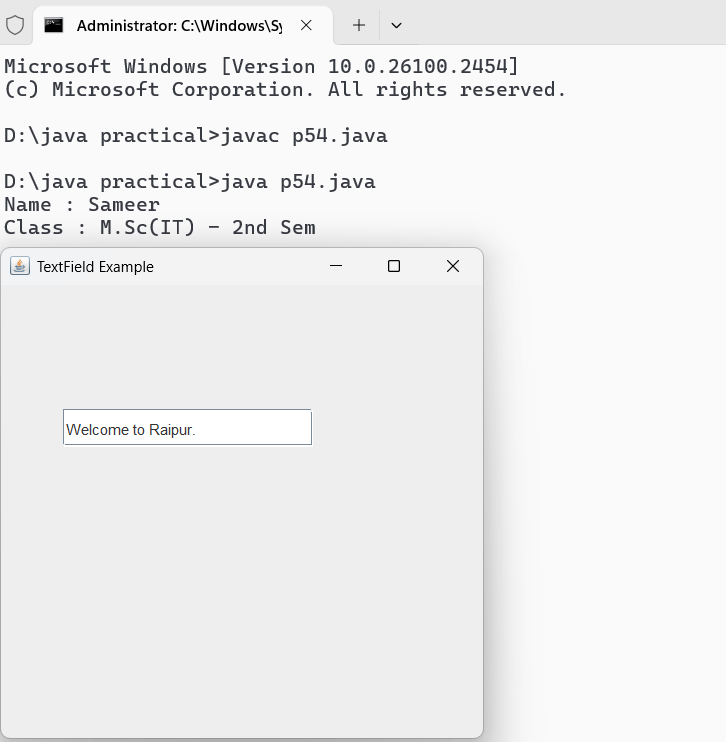 Administrator: C:\Windows\Sy
Microsoft Windows [Version 10.0.26100.2454]
(c) Microsoft Corporation. All rights reserved.
D:\java practical>javac p54.java
D:\java practical>java p54.java
Name : Sameer
Class : M.Sc(IT) - 2nd Sem
TextField Example
Welcome to Raipur.